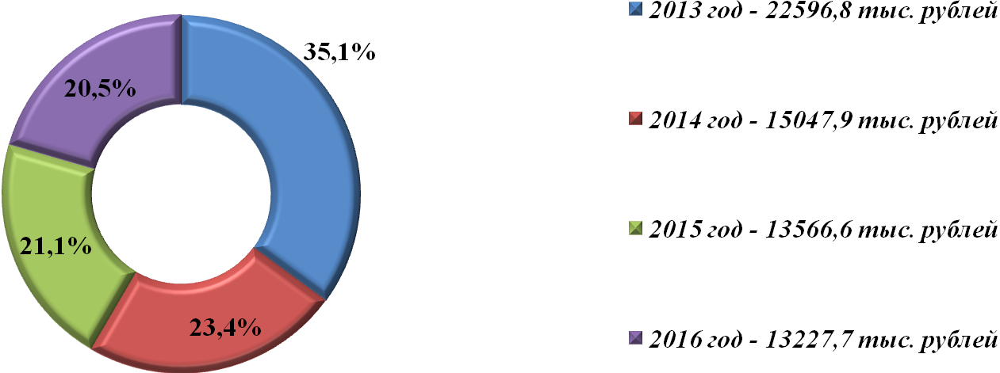 35,1%
20,5%
21,1%
23,4%
2013 год - 22596,8 тыс. рублей
2014 год - 15047,9 тыс. рублей
2015 год - 13566,6 тыс. рублей
2016 год - 13227,7 тыс. рублей